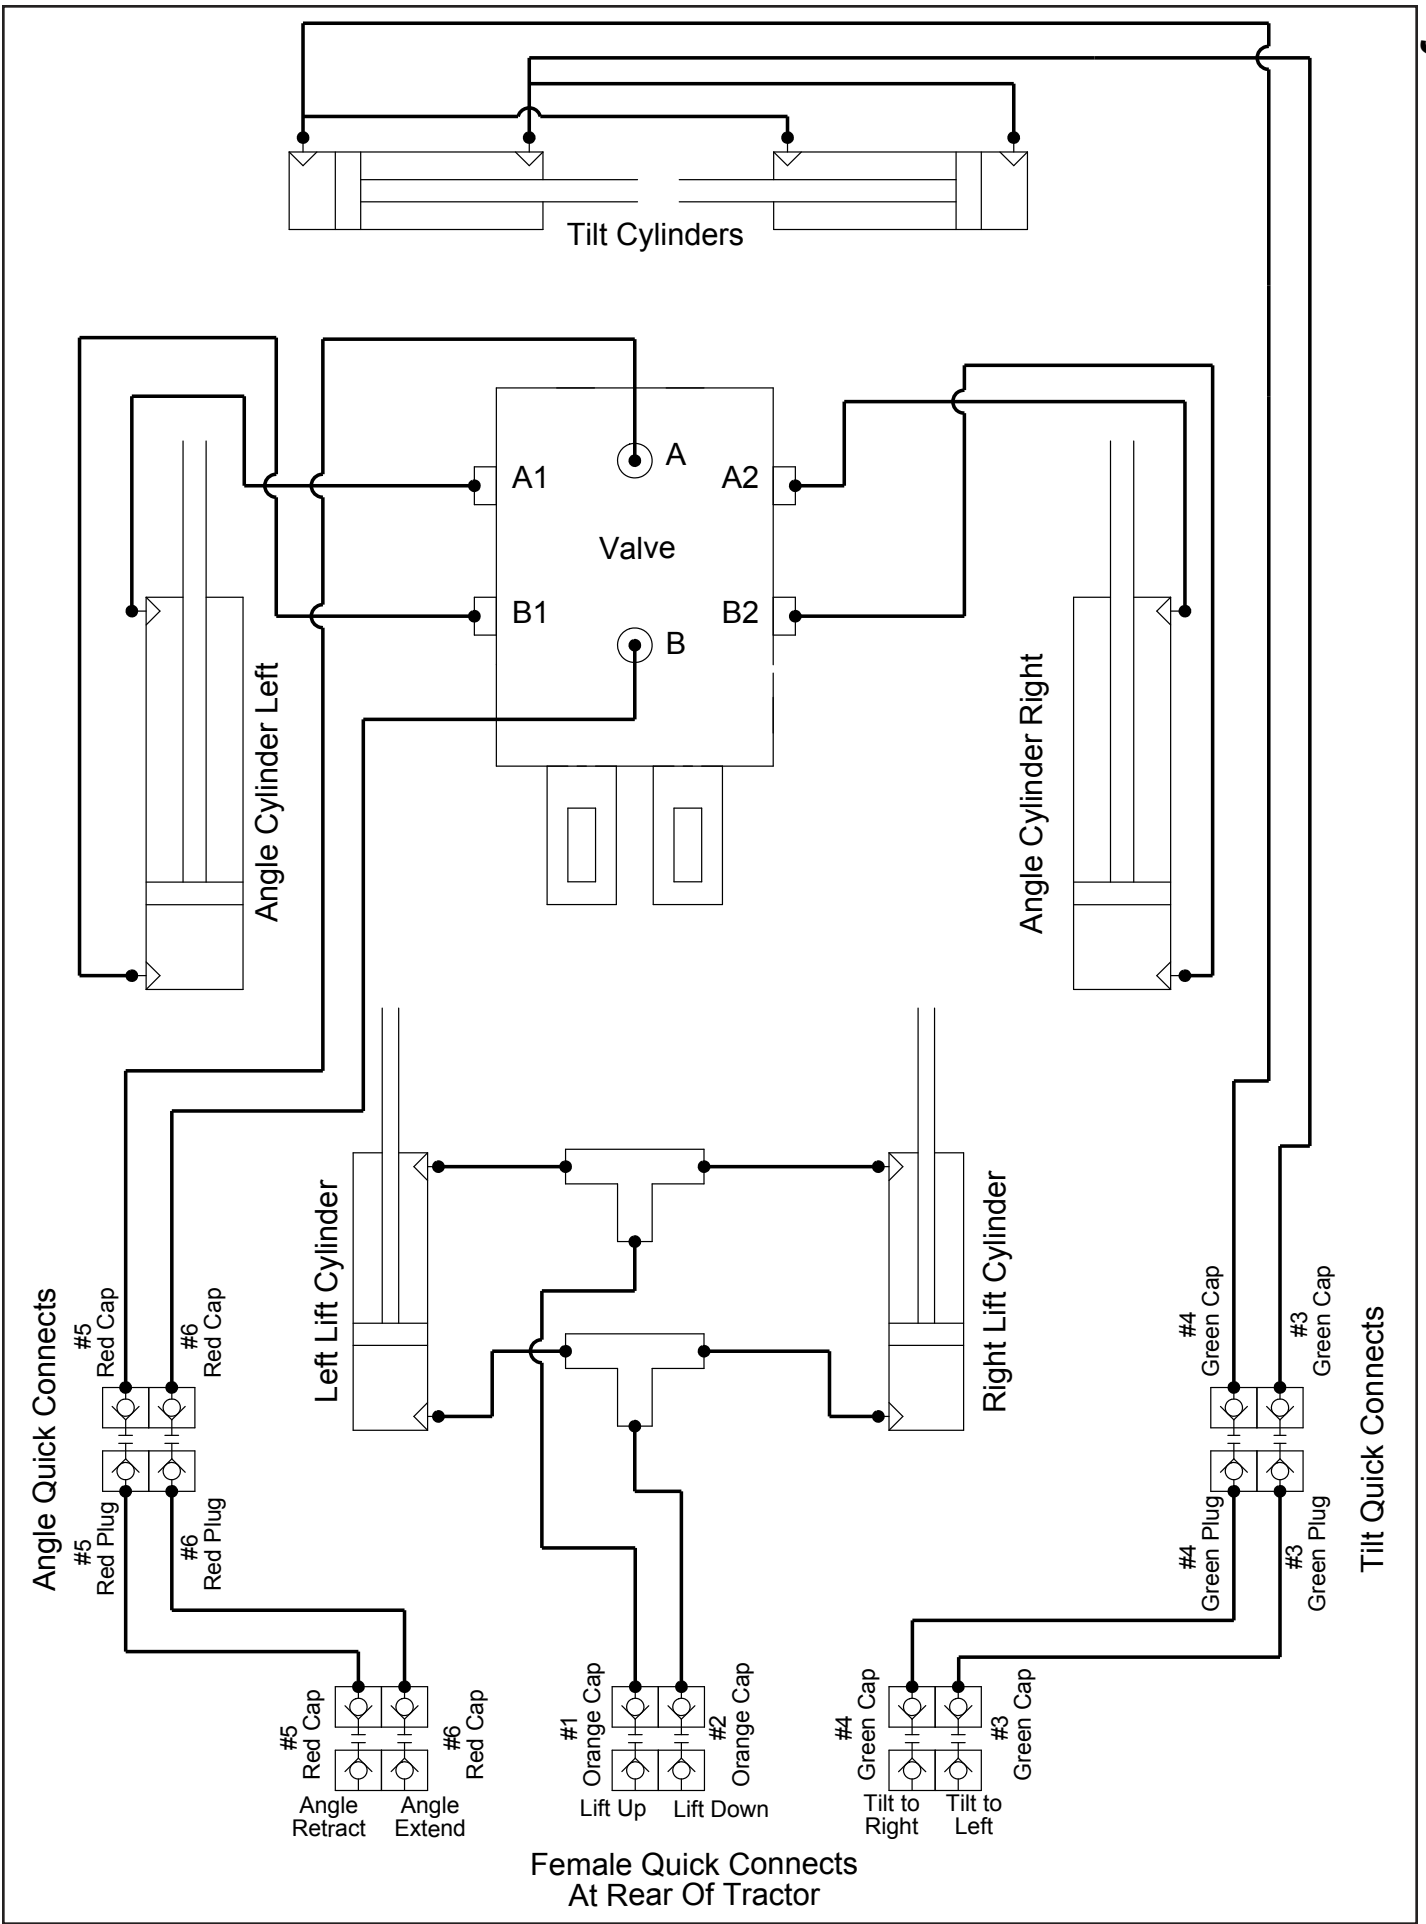 Tilt Cylinders
A
A1
A2
Valve
B1
B2
B
Angle Cylinder Left
Angle Cylinder Right
Left Lift Cylinder
Right Lift Cylinder
Angle Quick Connects
#5
Red Cap
#6
Red Cap
#4
Green Cap
#3
Green Cap
Tilt Quick Connects
#5
Red Plug
#6
Red Plug
#4
Green Plug
#3
Green Plug
#5
Red Cap
#6
Red Cap
#1
Orange Cap
#2
Orange Cap
#4
Green Cap
#3
Green Cap
Angle
Retract
Angle
Extend
Lift Up
Lift Down
Tilt to
Right
Tilt to
Left
Female Quick Connects
At Rear Of Tractor